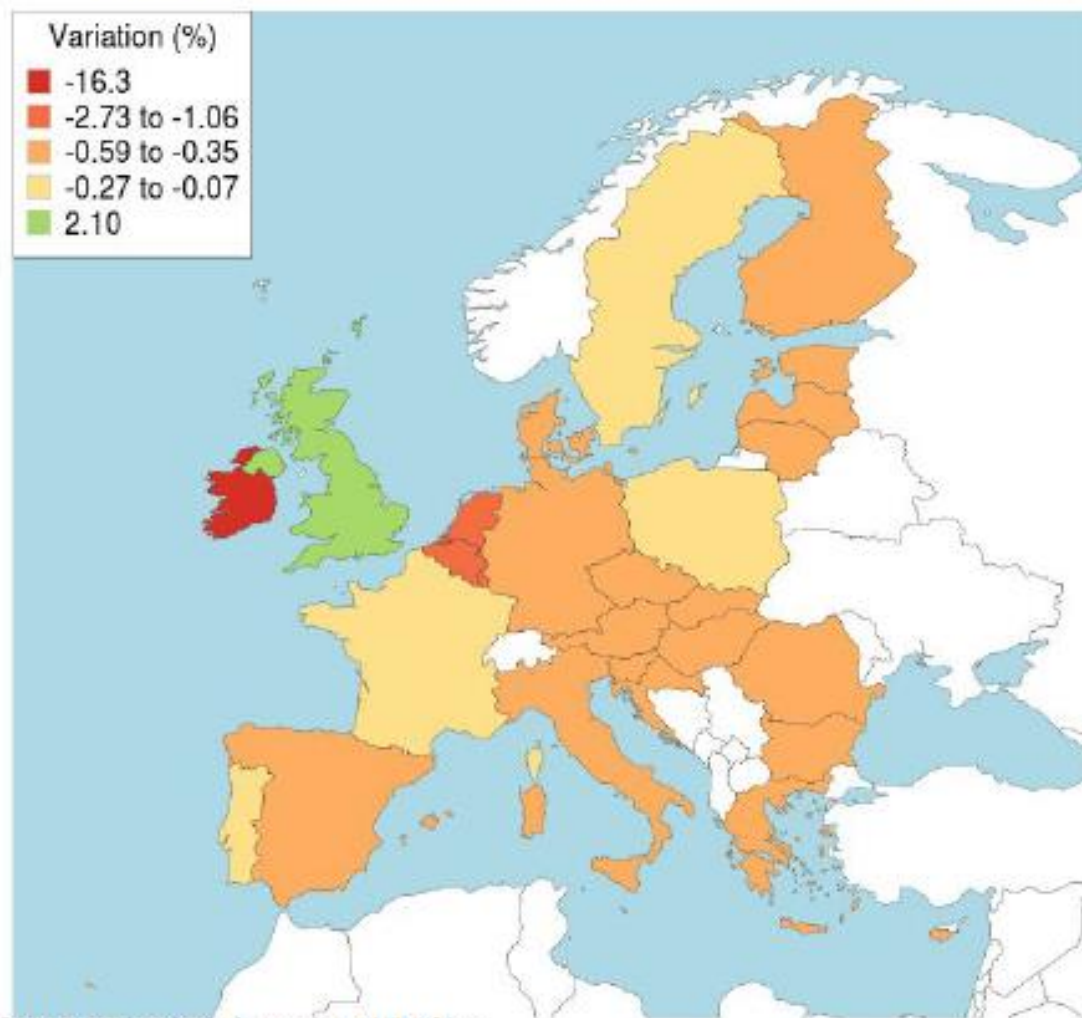 Variation (%)
-16.3
-2.73 to -1.06
-0.59 to -0.35
-0.27 to -0.07
2.10